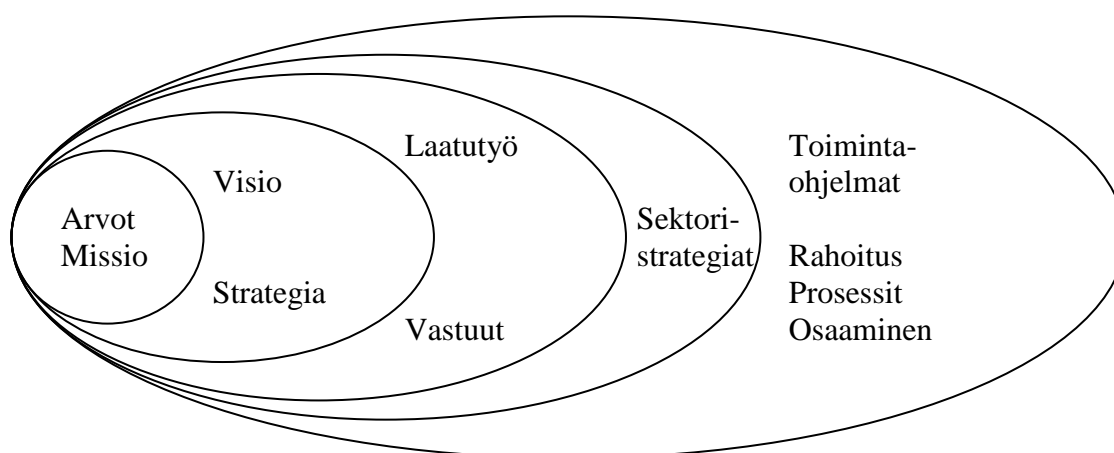 Arvot
Missio
Visio
Strategia
Laatutyö
Vastuut
Sektori-
strategiat
Toiminta-
ohjelmat
Rahoitus
Prosessit
Osaaminen